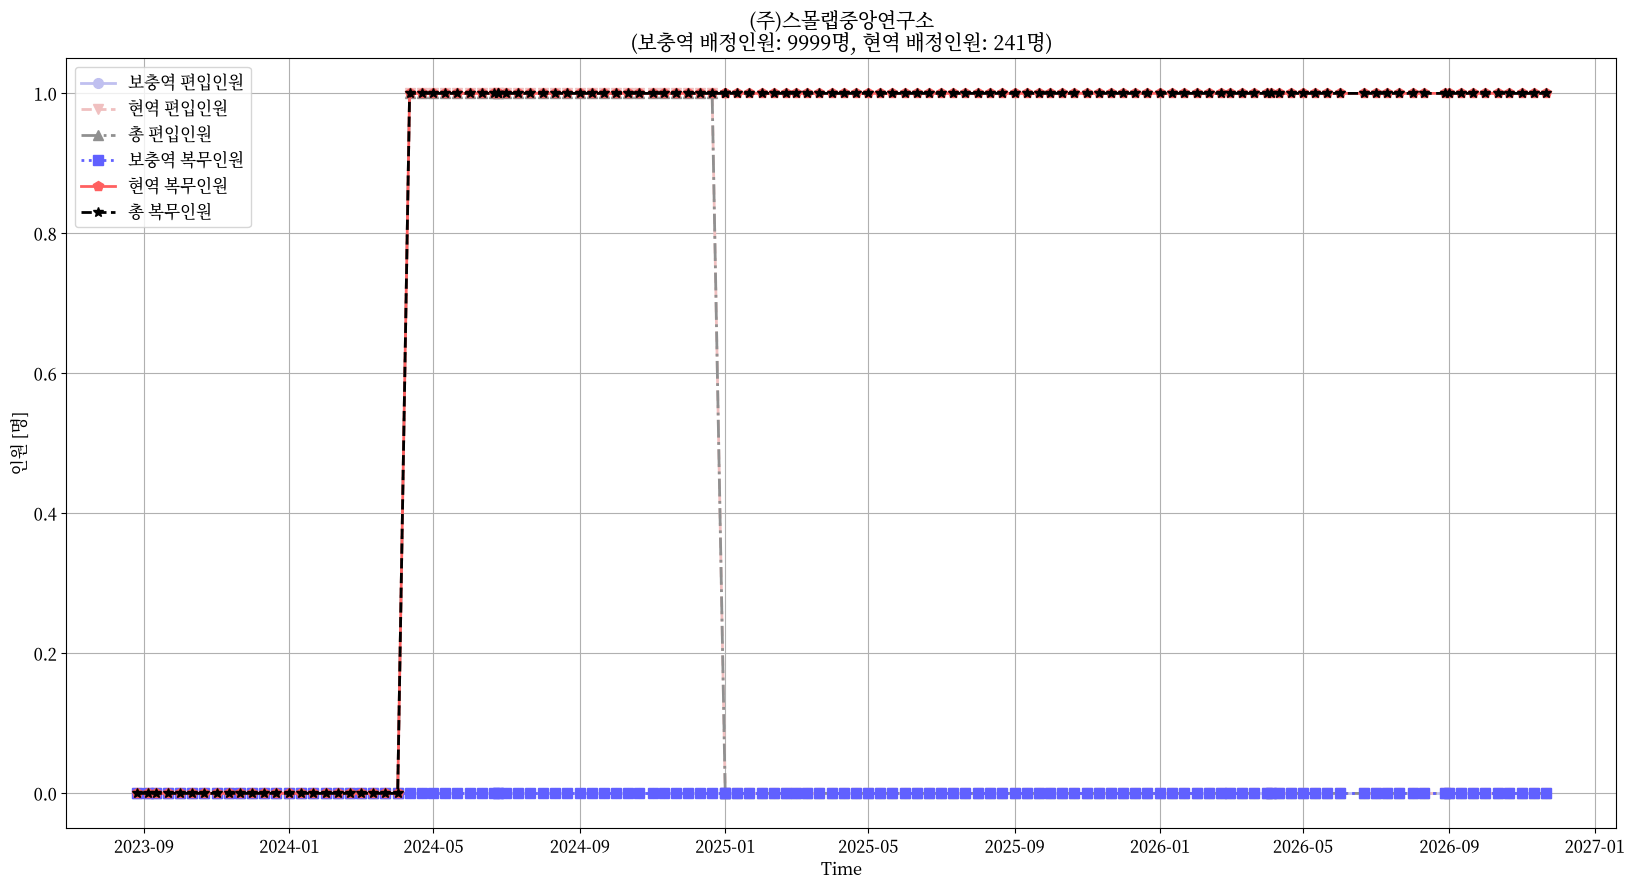 (주)스몰랩중앙연구소
(보충역 배정인원: 9999명, 현역 배정인원: 241명)
보충역 편입인원
현역 편입인원
총 편입인원
보충역 복무인원
현역 복무인원
총 복무인원
1.0
0.8
0.6
0.4
0.2
0.0
인원 [명]
2023-09
2024-01
2024-05
2024-09
2025-01
2025-05
2025-09
2026-01
2026-05
2026-09
2027-01
Time